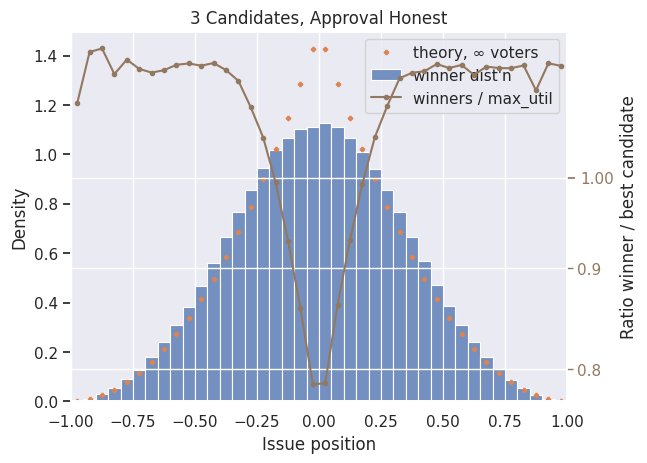 3 Candidates, Approval Honest
theory, ∞ voters
winner dist'n
winners / max_util
1.4
1.2
1.0
0.8
0.6
0.4
0.2
0.0
Density
1.00
0.9
0.8
Ratio winner / best candidate
−1.00 −0.75 −0.50 −0.25 0.00 0.25 0.50 0.75 1.00
Issue position